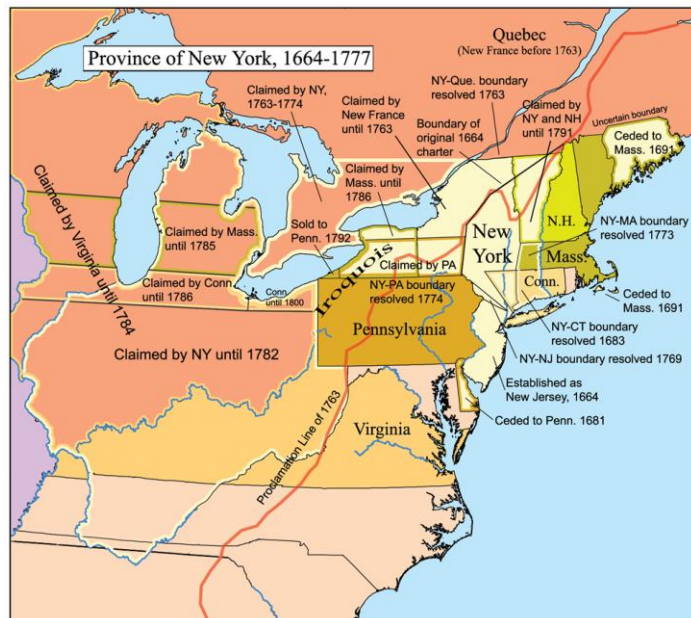 Province of New York, 1664-1777
Quebec
(New France before 1763)
Claimed by NY,
1763-1774
Claimed by
New France
until 1763
NY-Que. boundary
resolved 1763
Boundary of
original 1664
charter
Claimed by
NY and NH
until 1791
Uncertain boundary
Ceded to
Mass. 1691
Claimed by
Mass. until
1786
Claimed by Virginia until 1784
Claimed by Mass.
until 1785
Sold to
Penn. 1792
N.H.
NY-MA boundary
resolved 1773
New
York
Mass.
Iroquois
Claimed by PA
Claimed by Conn.
until 1786
Conn
until 1800
NY-PA boundary
resolved 1774
Conn.
Ceded to
Mass. 1691
Pennsylvania
NY-CT boundary
resolved 1683
Claimed by NY until 1782
NY-NJ boundary resolved 1769
Established as
New Jersey, 1664
Ceded to Penn. 1681
Virginia
Proclamation Line of 1763